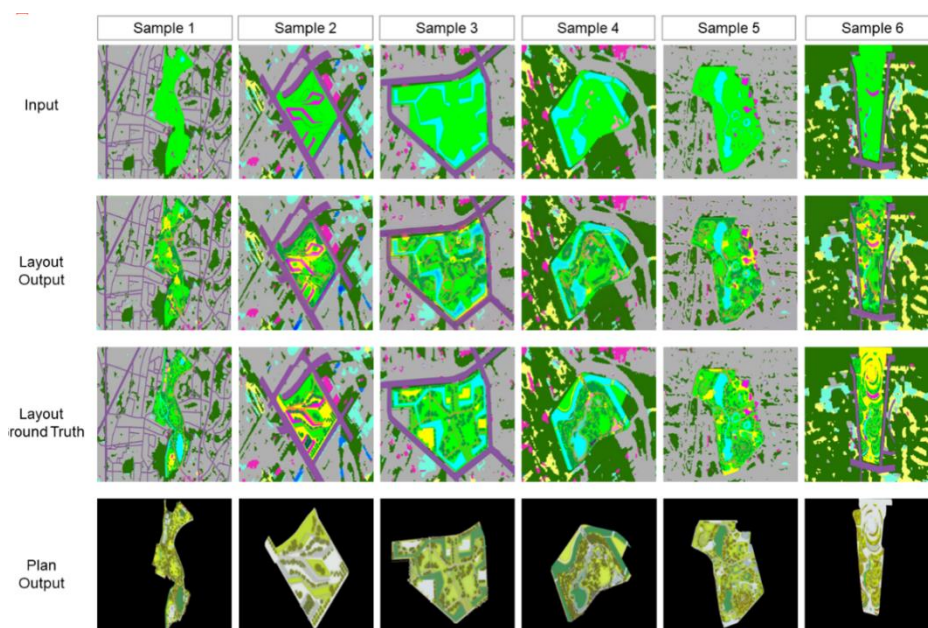 Sample 1
Sample 2
Sample 3
Sample 4
Sample 5
Sample 6
Input
Layout
Output
Layout
round Truth
Plan
Output